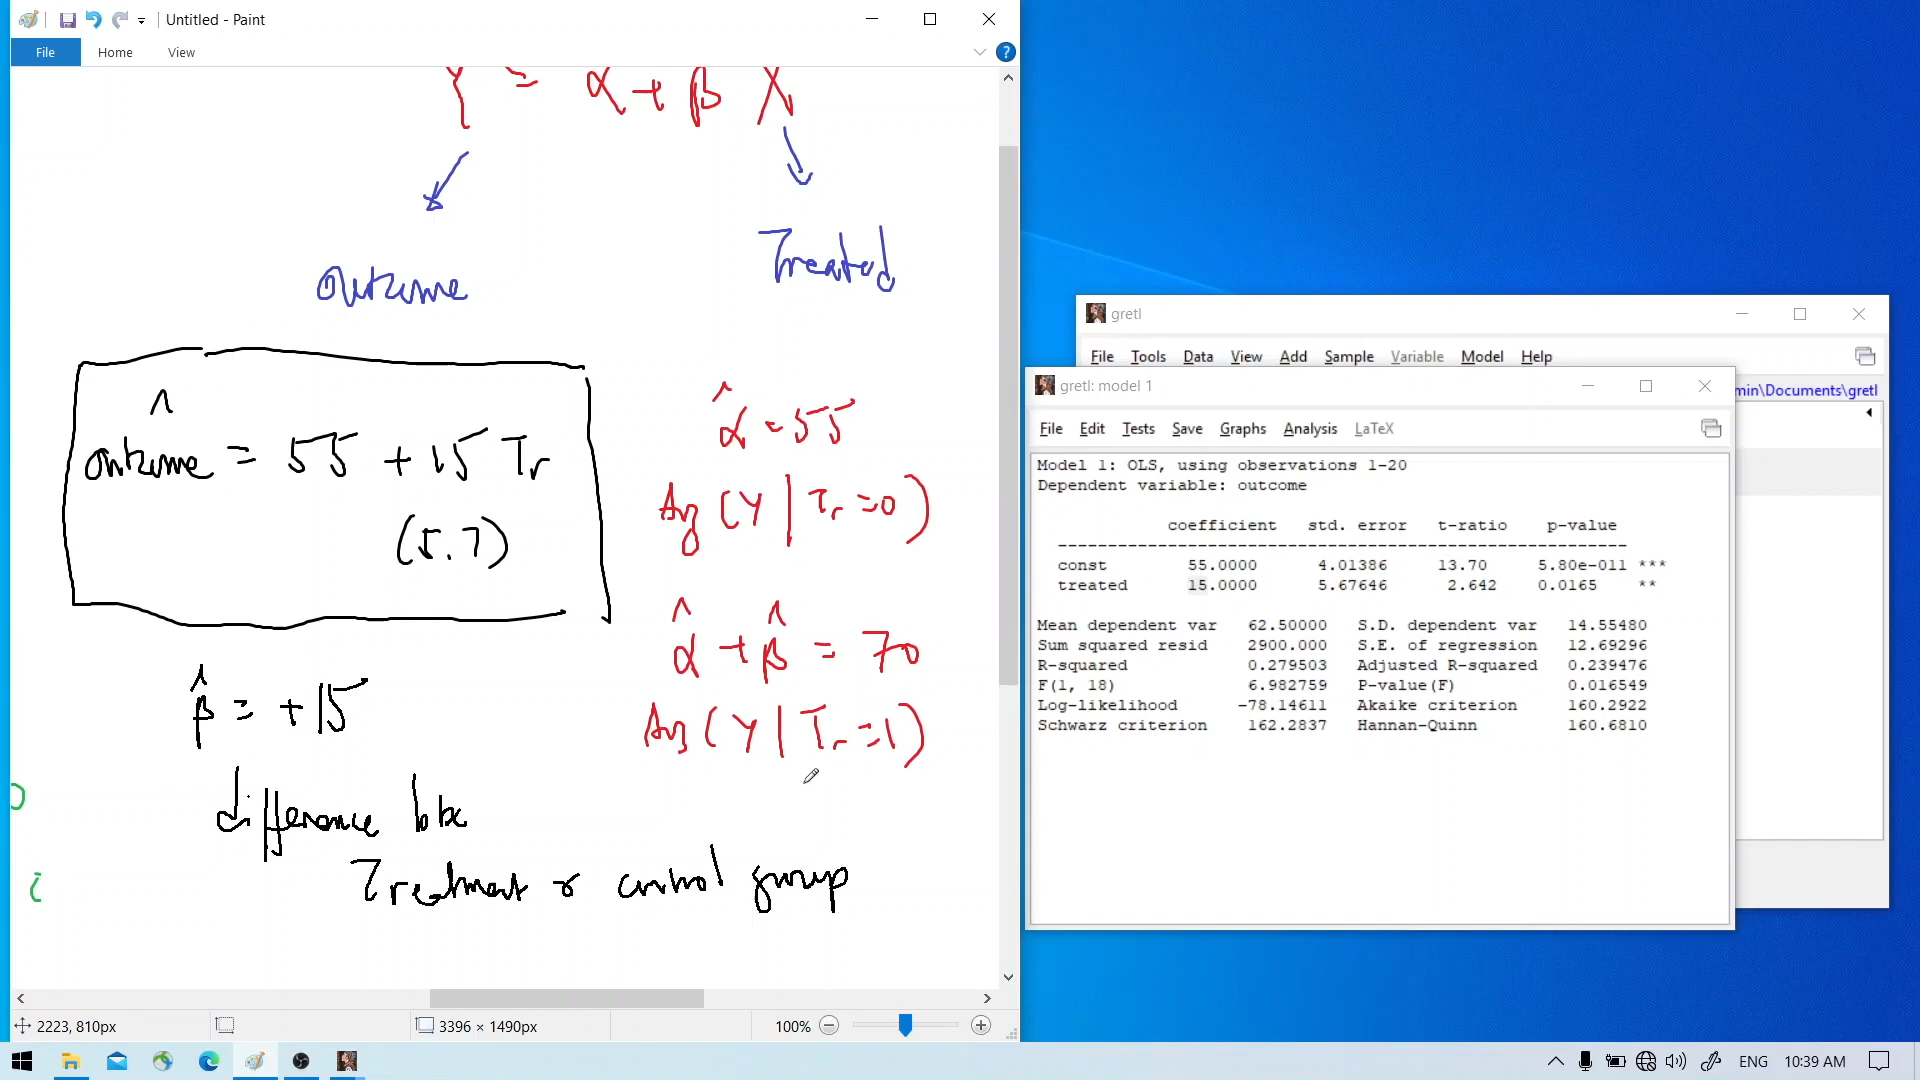 Untitled - Paint
File Home View
Y = α + β X
outcome
Treated
outcome = 55 + 15 Tr
(5.7)
^
α = 55
Avg (Y | Tr = 0)
^ ^
α + β = 70
Avg (Y | Tr = 1)
^
β = + 15
difference btw
Treatment & control group
2223, 810px
3396 × 1490px
100%
gretl
File Tools Data View Add Sample Variable Model Help
min\Documents\gretl
gretl: model 1
File Edit Tests Save Graphs Analysis LaTeX
Model 1: OLS, using observations 1-20
Dependent variable: outcome
coefficient std. error t-ratio p-value
const 55.0000 4.01386 13.70 5.80e-011 ***
treated 15.0000 5.67646 2.642 0.0165 **
Mean dependent var 62.50000 S.D. dependent var 14.55480
Sum squared resid 2900.000 S.E. of regression 12.69296
R-squared 0.279503 Adjusted R-squared 0.239476
F(1, 18) 6.982759 P-value(F) 0.016549
Log-likelihood -78.14611 Akaike criterion 160.2922
Schwarz criterion 162.2837 Hannan-Quinn 160.6810
ENG 10:39 AM